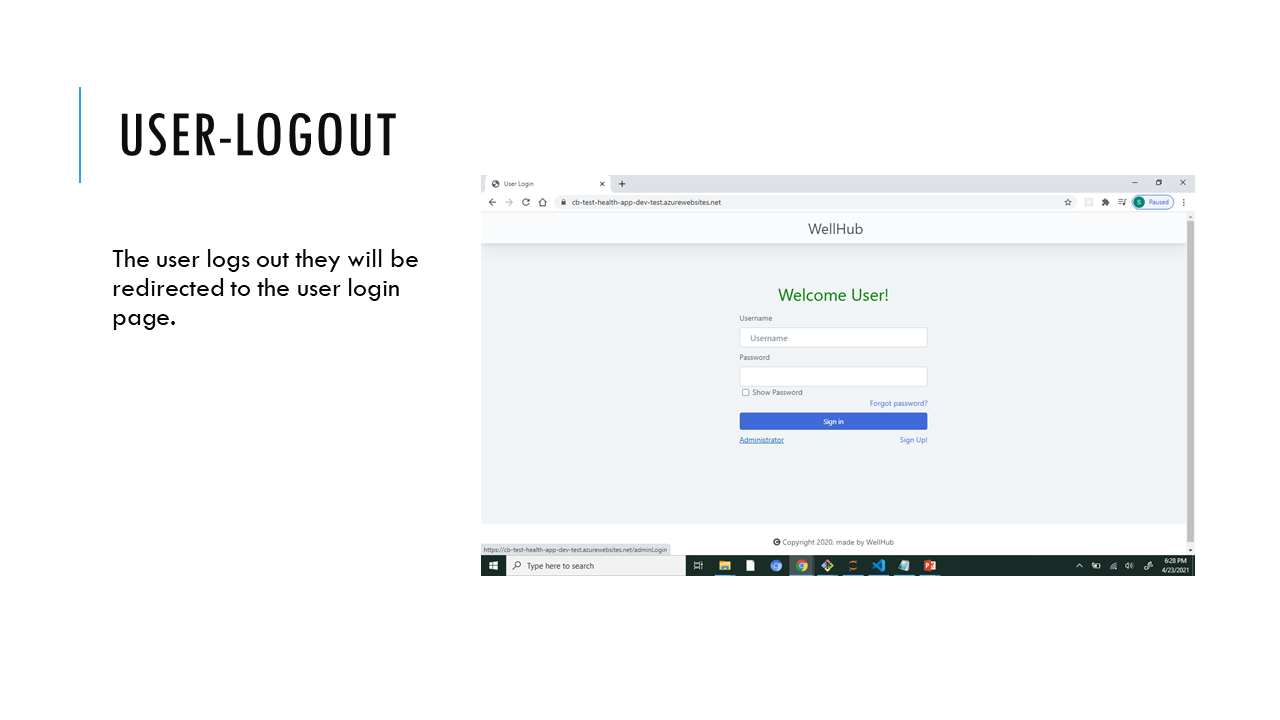 USER-LOGOUT
The user logs out they will be
redirected to the user login
page.
User Login
cb-test-health-app-dev-test.azurewebsites.net
S Paused
WellHub
Welcome User!
Username
Username
Password
Show Password
Forgot password?
Sign in
Administrator Sign Up!
Copyright 2020, made by WellHub
https://cb-test-health-app-dev-test.azurewebsites.net/adminLogin
Type here to search
6:28 PM
4/23/2021